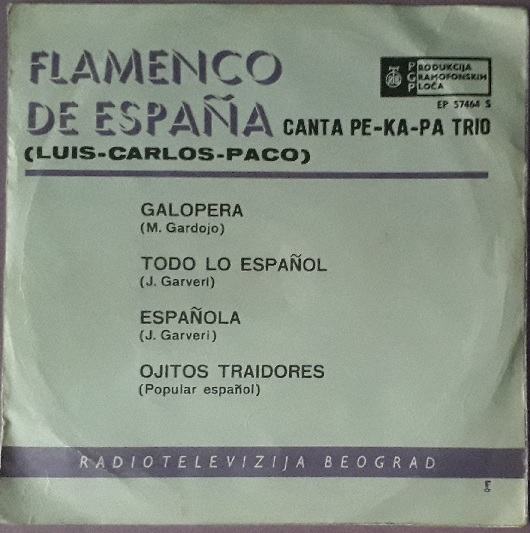 FLAMENCO
DE ESPAÑA CANTA PE-KA-PA TRIO
(LUIS-CARLOS-PACO)
PRODUKCIJA
GRAMOFONSKIH
PLOČA
EP 57464 S
GALOPERA
(M. Gardojo)
TODO LO ESPAÑOL
(J. Garveri)
ESPAÑOLA
(J. Garveri)
OJITOS TRAIDORES
(Popular español)
RADIOTELEVIZIJA BEOGRAD